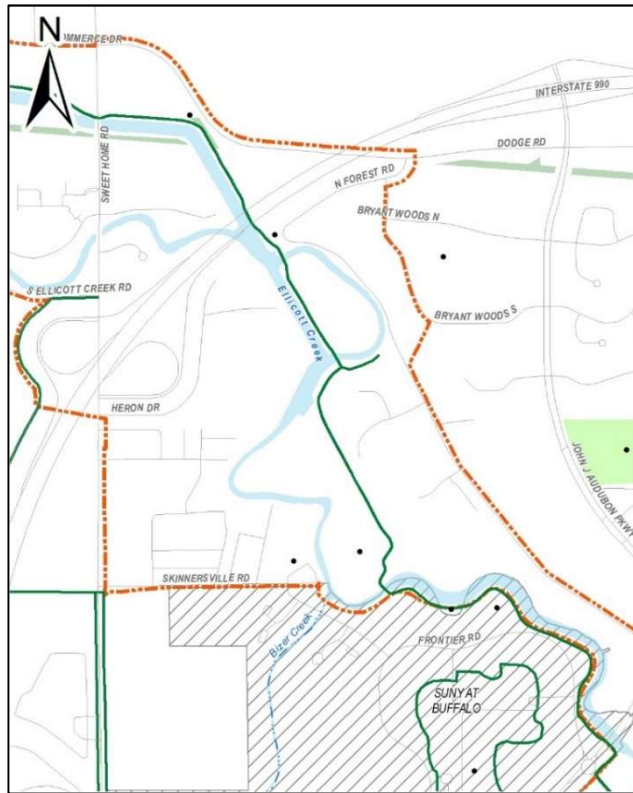 N
OMMERCE DR
INTERSTATE 990
DODGE RD
SWEET HOME RD
N FOREST RD
BRYANT WOODS N
S ELLICOTT CREEK RD
Ellicott Creek
BRYANT WOODS S
HERON DR
JOHN J AUDUBON PKWY
SKINNERSVILLE RD
Bizer Creek
FRONTIER RD
SUNY AT
BUFFALO